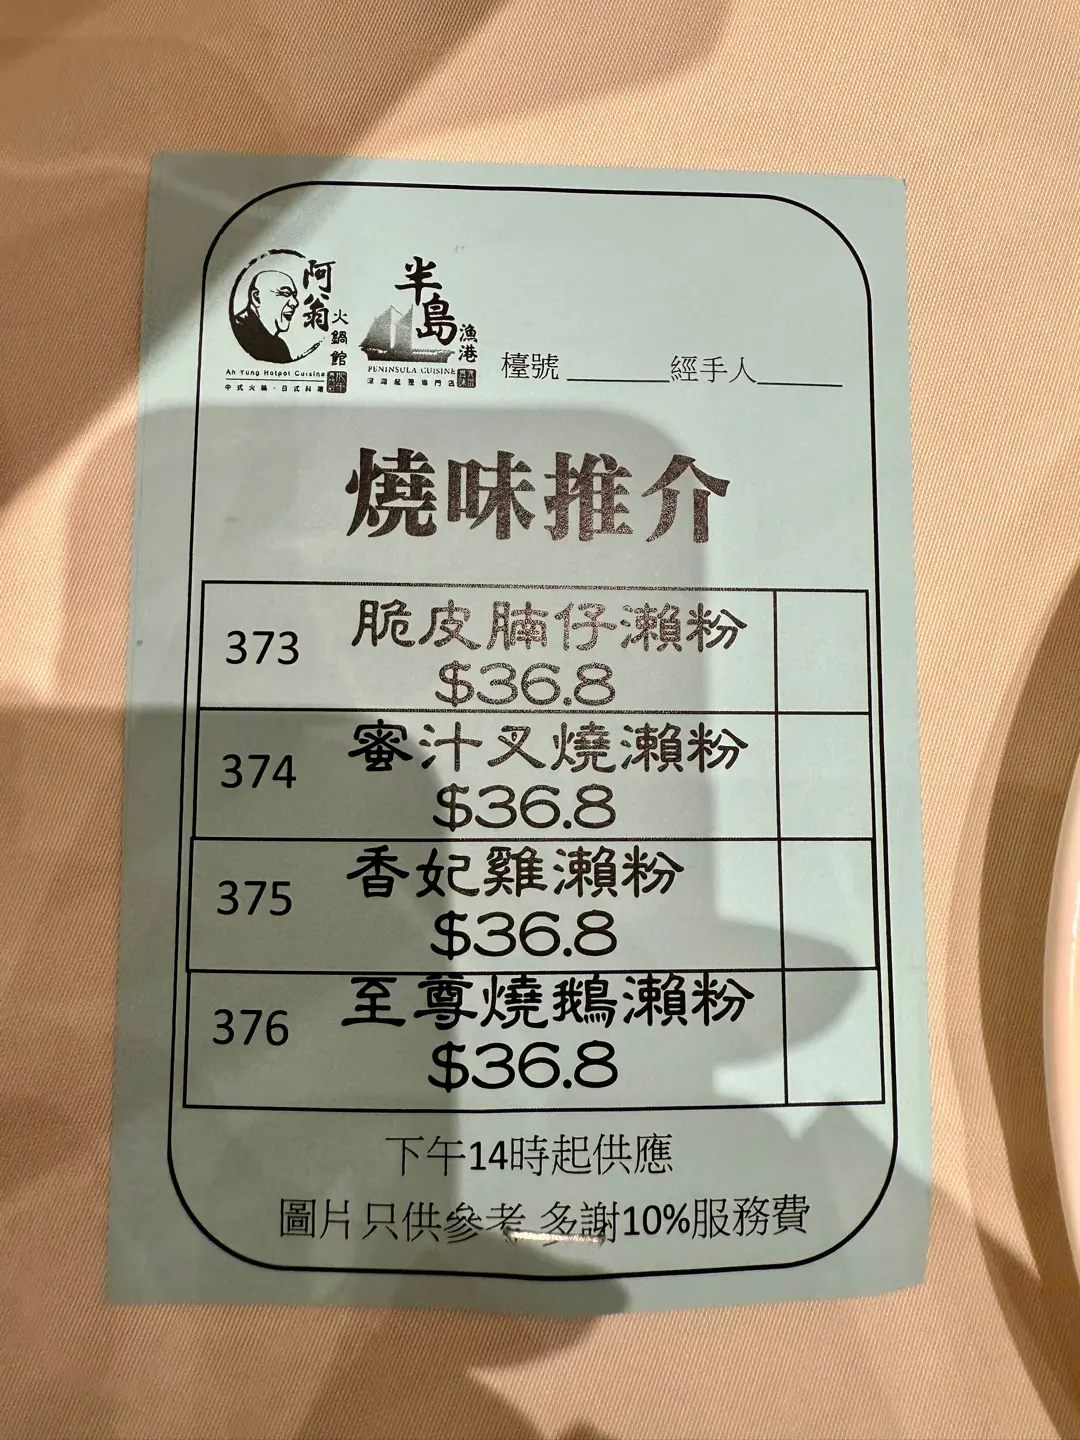 阿翁
火鍋館
Ah Yung Hotpot Cuisine
中式火鍋·日式料理
半島
漁港
PENINSULA CUISINE
檯號 ______ 經手人 ______
燒味推介
373 脆皮腩仔瀨粉
$36.8
374 蜜汁叉燒瀨粉
$36.8
375 香妃雞瀨粉
$36.8
376 至尊燒鵝瀨粉
$36.8
下午14時起供應
圖片只供參考 多謝10%服務費